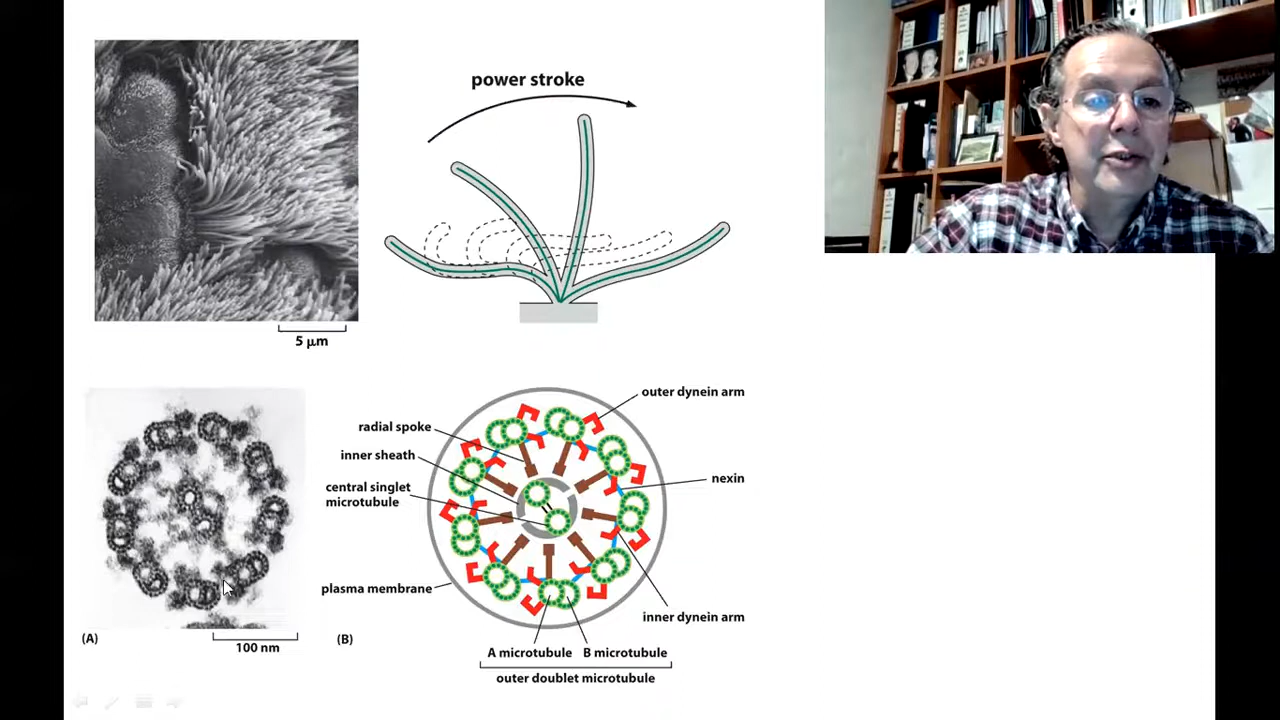 power stroke
5 μm
outer dynein arm
radial spoke
inner sheath
central singlet
microtubule
nexin
plasma membrane
inner dynein arm
(A)
100 nm
(B)
A microtubule B microtubule
outer doublet microtubule